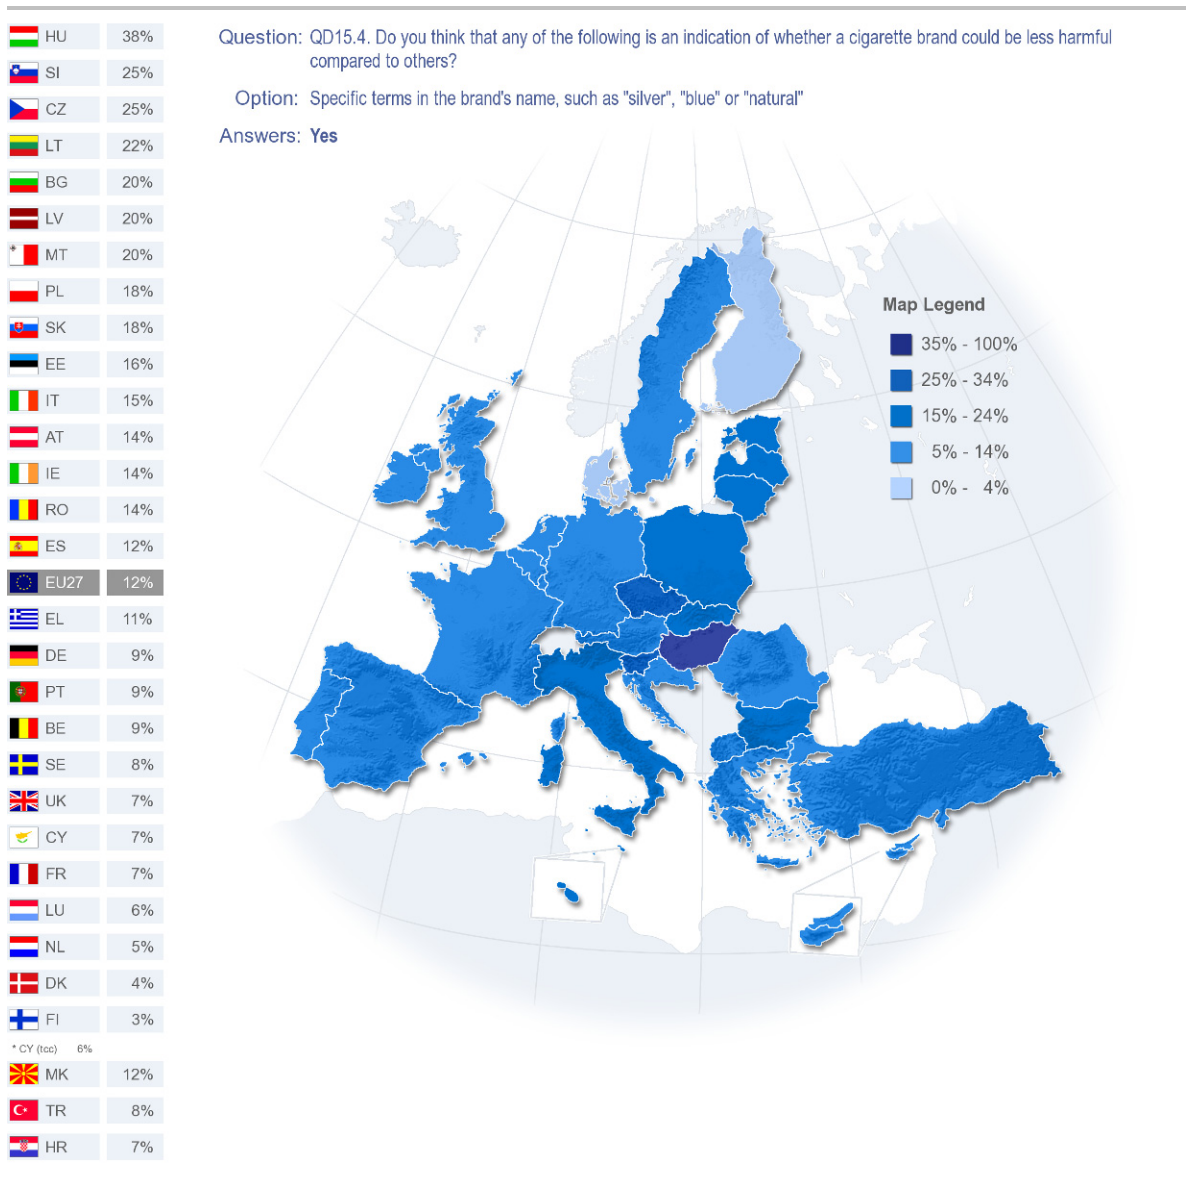 Question: QD15.4. Do you think that any of the following is an indication of whether a cigarette brand could be less harmful
compared to others?
Option: Specific terms in the brand's name, such as "silver", "blue" or "natural"
Answers: Yes
HU 38%
SI 25%
CZ 25%
LT 22%
BG 20%
LV 20%
MT 20%
PL 18%
SK 18%
EE 16%
IT 15%
AT 14%
IE 14%
RO 14%
ES 12%
EU27 12%
EL 11%
DE 9%
PT 9%
BE 9%
SE 8%
UK 7%
CY 7%
FR 7%
LU 6%
NL 5%
DK 4%
FI 3%
* CY (tcc) 6%
MK 12%
TR 8%
HR 7%
Map Legend
35% - 100%
25% - 34%
15% - 24%
5% - 14%
0% - 4%